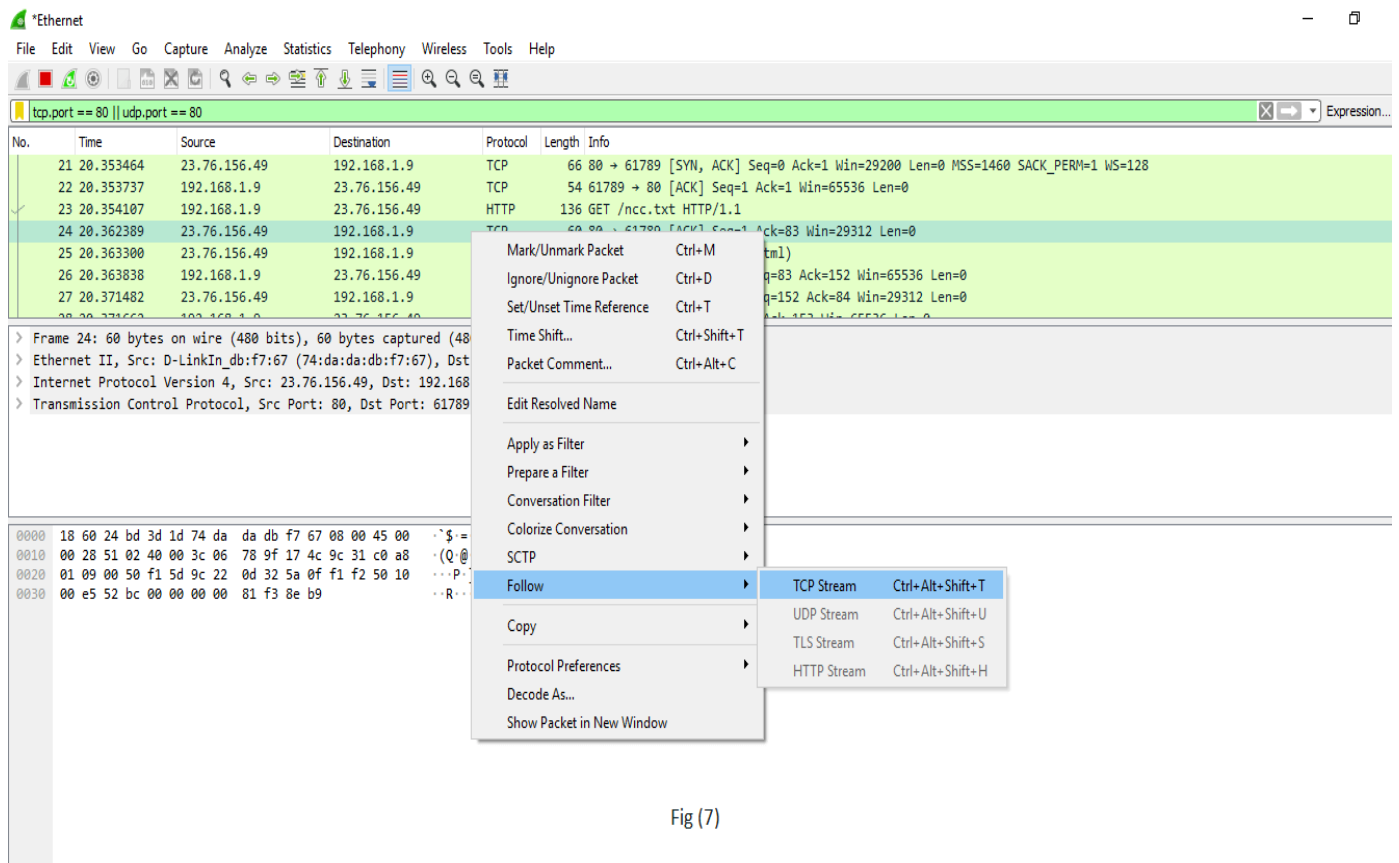 *Ethernet
File Edit View Go Capture Analyze Statistics Telephony Wireless Tools Help
tcp.port == 80 || udp.port == 80
Expression...
No. Time Source Destination Protocol Length Info
21 20.353464 23.76.156.49 192.168.1.9 TCP 66 80 → 61789 [SYN, ACK] Seq=0 Ack=1 Win=29200 Len=0 MSS=1460 SACK_PERM=1 WS=128
22 20.353737 192.168.1.9 23.76.156.49 TCP 54 61789 → 80 [ACK] Seq=1 Ack=1 Win=65536 Len=0
23 20.354107 192.168.1.9 23.76.156.49 HTTP 136 GET /ncc.txt HTTP/1.1
24 20.362389 23.76.156.49 192.168.1.9 TCP 60 80 → 61789 [ACK] Seq=1 Ack=83 Win=29312 Len=0
25 20.363300 23.76.156.49 192.168.1.9 tml)
26 20.363838 192.168.1.9 23.76.156.49 q=83 Ack=152 Win=65536 Len=0
27 20.371482 23.76.156.49 192.168.1.9 q=152 Ack=84 Win=29312 Len=0
Frame 24: 60 bytes on wire (480 bits), 60 bytes captured (48
Ethernet II, Src: D-LinkIn_db:f7:67 (74:da:da:db:f7:67), Dst
Internet Protocol Version 4, Src: 23.76.156.49, Dst: 192.168
Transmission Control Protocol, Src Port: 80, Dst Port: 61789
0000 18 60 24 bd 3d 1d 74 da da db f7 67 08 00 45 00 ·`$·=
0010 00 28 51 02 40 00 3c 06 78 9f 17 4c 9c 31 c0 a8 ·(Q·@
0020 01 09 00 50 f1 5d 9c 22 0d 32 5a 0f f1 f2 50 10 ···P·
0030 00 e5 52 bc 00 00 00 00 81 f3 8e b9 ··R··
Mark/Unmark Packet Ctrl+M
Ignore/Unignore Packet Ctrl+D
Set/Unset Time Reference Ctrl+T
Time Shift... Ctrl+Shift+T
Packet Comment... Ctrl+Alt+C
Edit Resolved Name
Apply as Filter
Prepare a Filter
Conversation Filter
Colorize Conversation
SCTP
Follow
Copy
Protocol Preferences
Decode As...
Show Packet in New Window
TCP Stream Ctrl+Alt+Shift+T
UDP Stream Ctrl+Alt+Shift+U
TLS Stream Ctrl+Alt+Shift+S
HTTP Stream Ctrl+Alt+Shift+H
Fig (7)